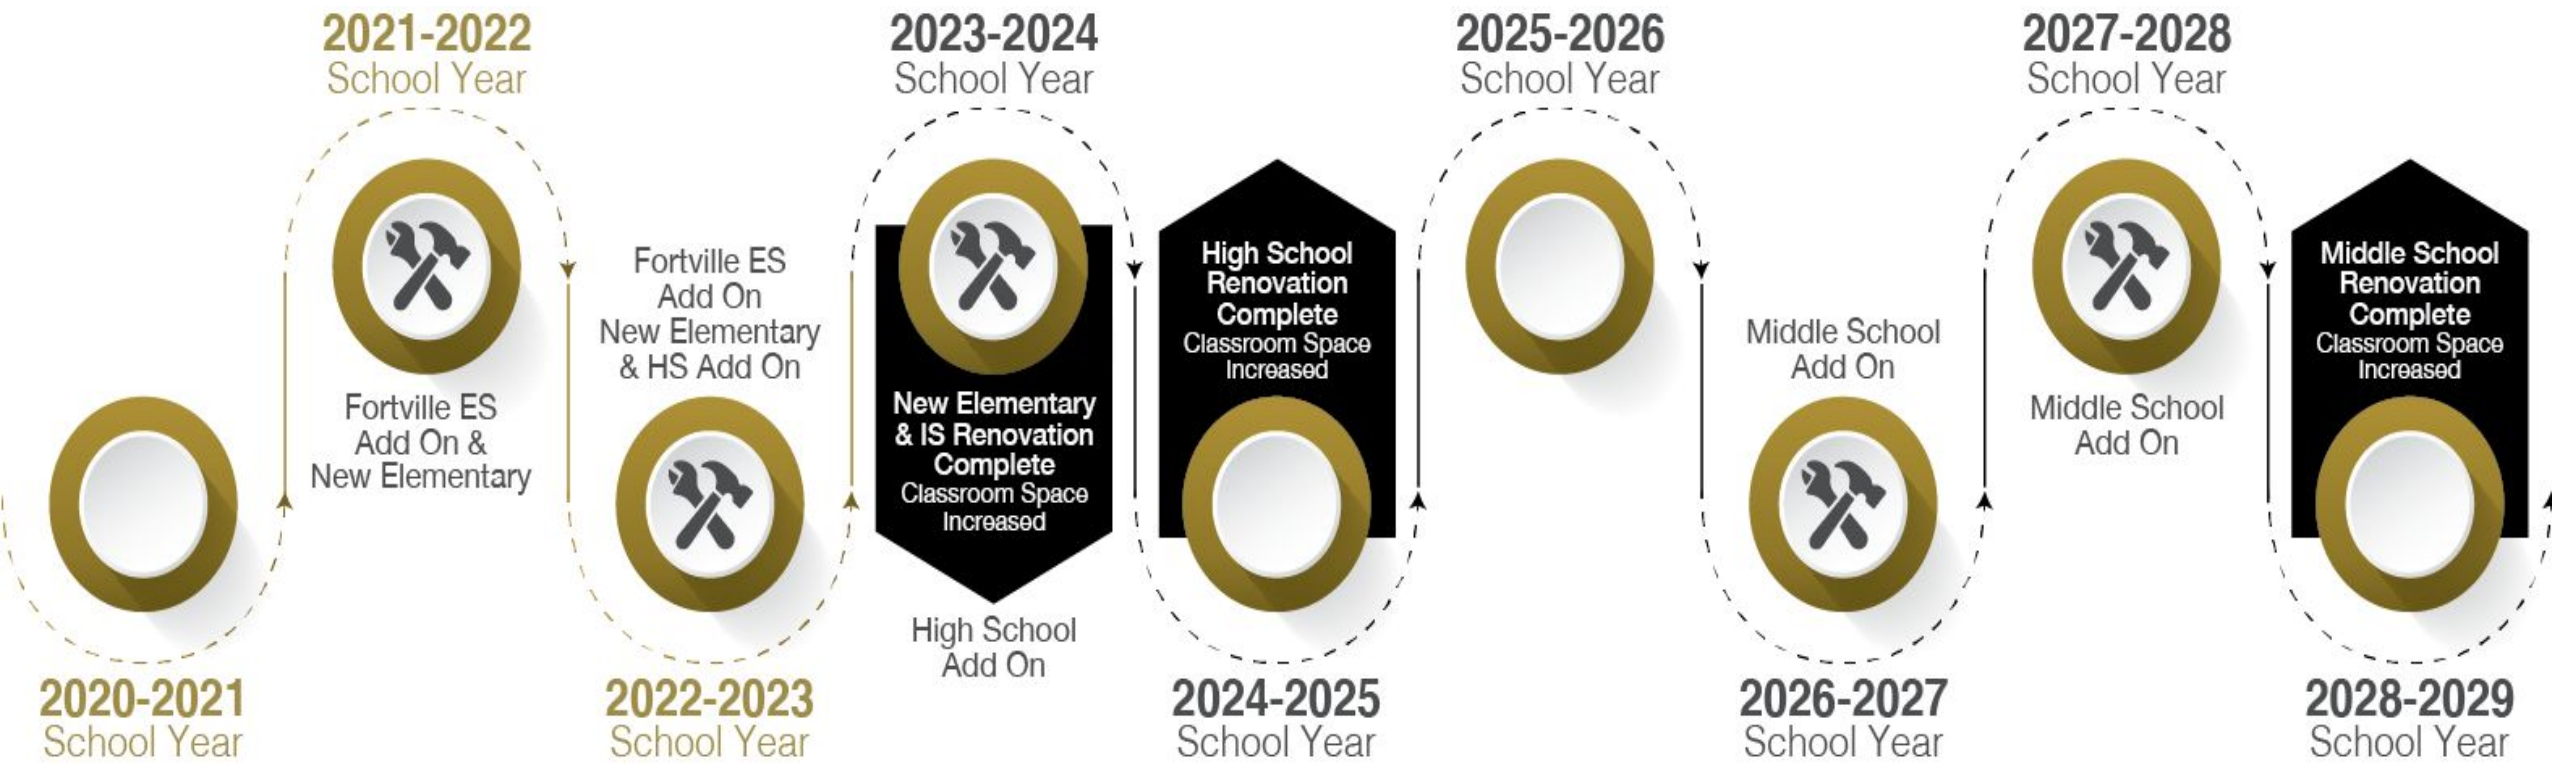 2020-2021
School Year
2021-2022
School Year
Fortville ES
Add On &
New Elementary
Fortville ES
Add On
New Elementary
& HS Add On
2022-2023
School Year
2023-2024
School Year
New Elementary
& IS Renovation
Complete
Classroom Space
Increased
High School
Add On
High School
Renovation
Complete
Classroom Space
Increased
2024-2025
School Year
2025-2026
School Year
Middle School
Add On
2026-2027
School Year
2027-2028
School Year
Middle School
Add On
Middle School
Renovation
Complete
Classroom Space
Increased
2028-2029
School Year